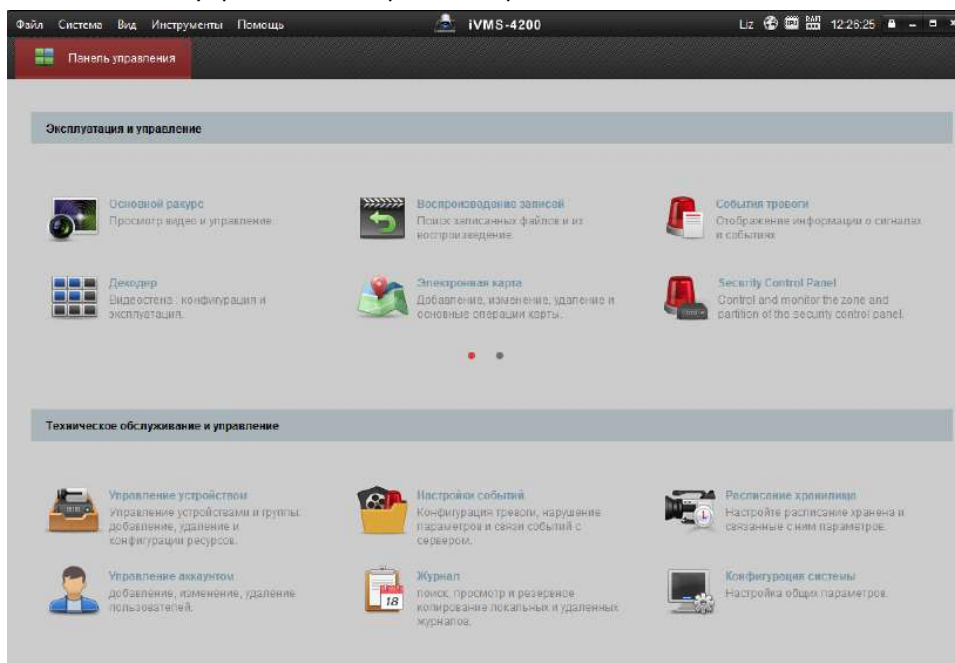 Файл Система Вид Инструменты Помощь iVMS-4200 Liz 12:26:25
Панель управления
Эксплуатация и управление
Основной ракурс
Просмотр видео и управление.
Воспроизведение записей
Поиск записанных файлов и из
воспроизведение.
События тревоги
Отображение информации о сигналах
и событиях
Декодер
Видеостена : конфигурация и
эксплуатация.
Электронная карта
Добавление, изменение, удаление и
основные операции карты.
Security Control Panel
Control and monitor the zone and
partition of the security control panel.
Техническое обслуживание и управление
Управление устройством
Управление устройствами и группы:
добавление, удаление и
конфигурации ресурсов.
Настройки событий
Конфигурация тревоги, нарушение
параметров и связи событий с
сервером.
Расписание хранилища
Настройте расписание хранена и
связанные с ним параметров.
Управление аккаунтом
добавление, изменение, удаление
пользователей.
18
Журнал
поиск, просмотр и резервное
копирование локальных и удаленных
журналов.
Конфигурация системы
Настройка общих параметров.